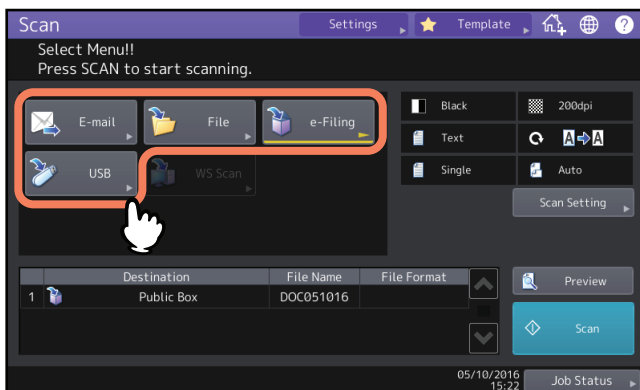 Scan
Settings
Template
?
Select Menu!!
Press SCAN to start scanning.
E-mail
File
e-Filing
USB
WS Scan
Black
200dpi
Text
A A
Single
Auto
Scan Setting
Destination File Name File Format
1 Public Box DOC051016
Preview
Scan
05/10/2016
15:22
Job Status